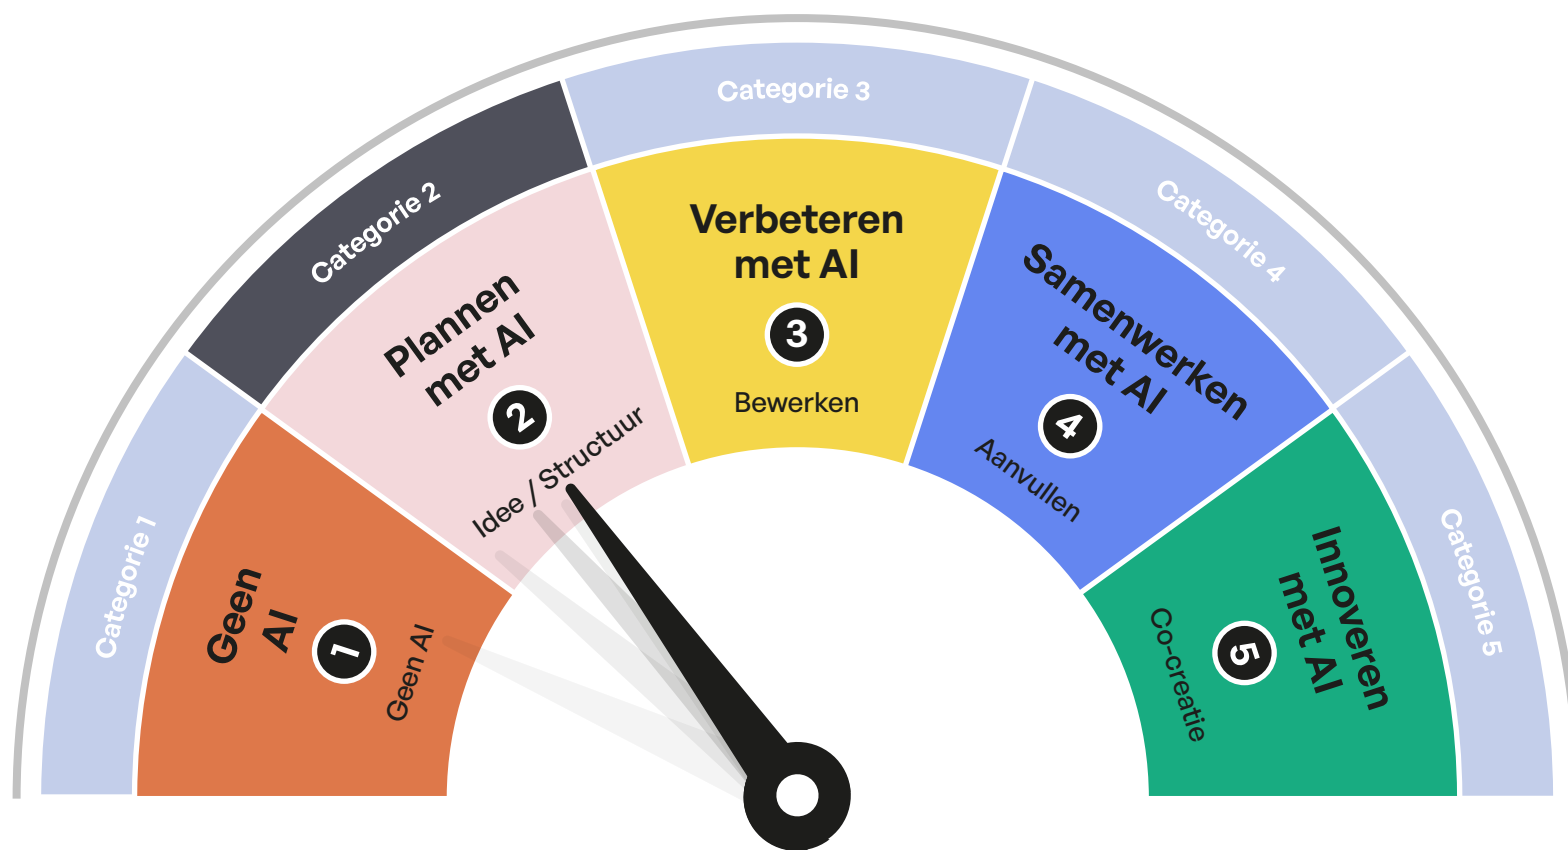 Categorie 1
Geen
AI
1
Geen AI
Categorie 2
Plannen
met AI
2
Idee / Structuur
Categorie 3
Verbeteren
met AI
3
Bewerken
Categorie 4
Samenwerken
met AI
4
Aanvullen
Categorie 5
Innoveren
met AI
5
Co-creatie